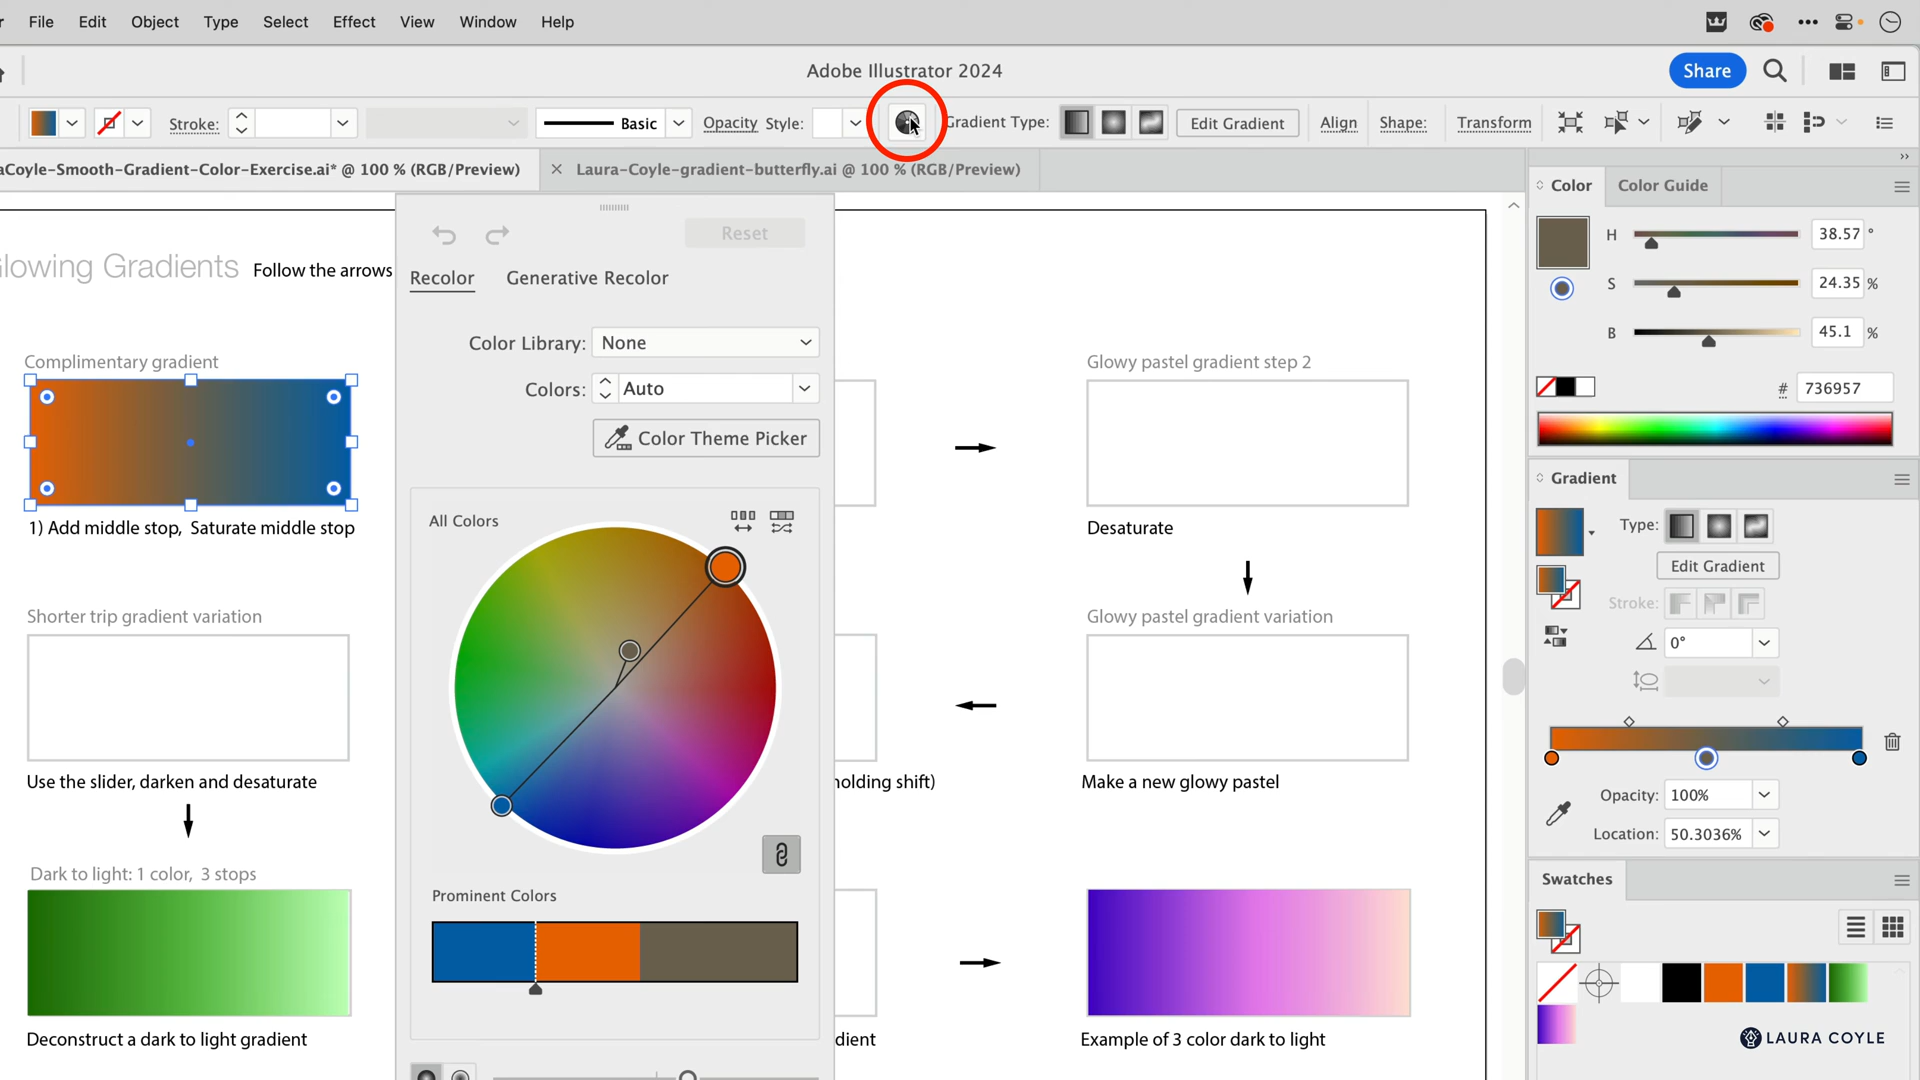 File Edit Object Type Select Effect View Window Help
Adobe Illustrator 2024
Share
Stroke: Basic Opacity Style: Gradient Type: Edit Gradient Align Shape: Transform
aCoyle-Smooth-Gradient-Color-Exercise.ai* @ 100 % (RGB/Preview) × Laura-Coyle-gradient-butterfly.ai @ 100 % (RGB/Preview)
Glowing Gradients Follow the arrows
Complimentary gradient
1) Add middle stop, Saturate middle stop
Shorter trip gradient variation
Use the slider, darken and desaturate
Dark to light: 1 color, 3 stops
Deconstruct a dark to light gradient
Reset
Recolor Generative Recolor
Color Library: None
Colors: Auto
Color Theme Picker
All Colors
Prominent Colors
holding shift)
dient
Glowy pastel gradient step 2
Desaturate
Glowy pastel gradient variation
Make a new glowy pastel
Example of 3 color dark to light
Color Color Guide
H 38.57 °
S 24.35 %
B 45.1 %
# 736957
Gradient
Type:
Edit Gradient
Stroke:
0°
Opacity: 100%
Location: 50.3036%
Swatches
LAURA COYLE